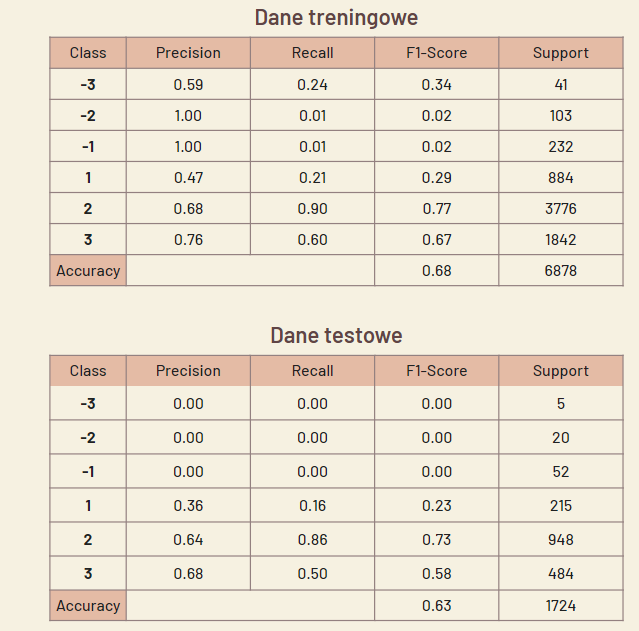 Dane treningowe
Class Precision Recall F1-Score Support
-3 0.59 0.24 0.34 41
-2 1.00 0.01 0.02 103
-1 1.00 0.01 0.02 232
1 0.47 0.21 0.29 884
2 0.68 0.90 0.77 3776
3 0.76 0.60 0.67 1842
Accuracy 0.68 6878
Dane testowe
Class Precision Recall F1-Score Support
-3 0.00 0.00 0.00 5
-2 0.00 0.00 0.00 20
-1 0.00 0.00 0.00 52
1 0.36 0.16 0.23 215
2 0.64 0.86 0.73 948
3 0.68 0.50 0.58 484
Accuracy 0.63 1724